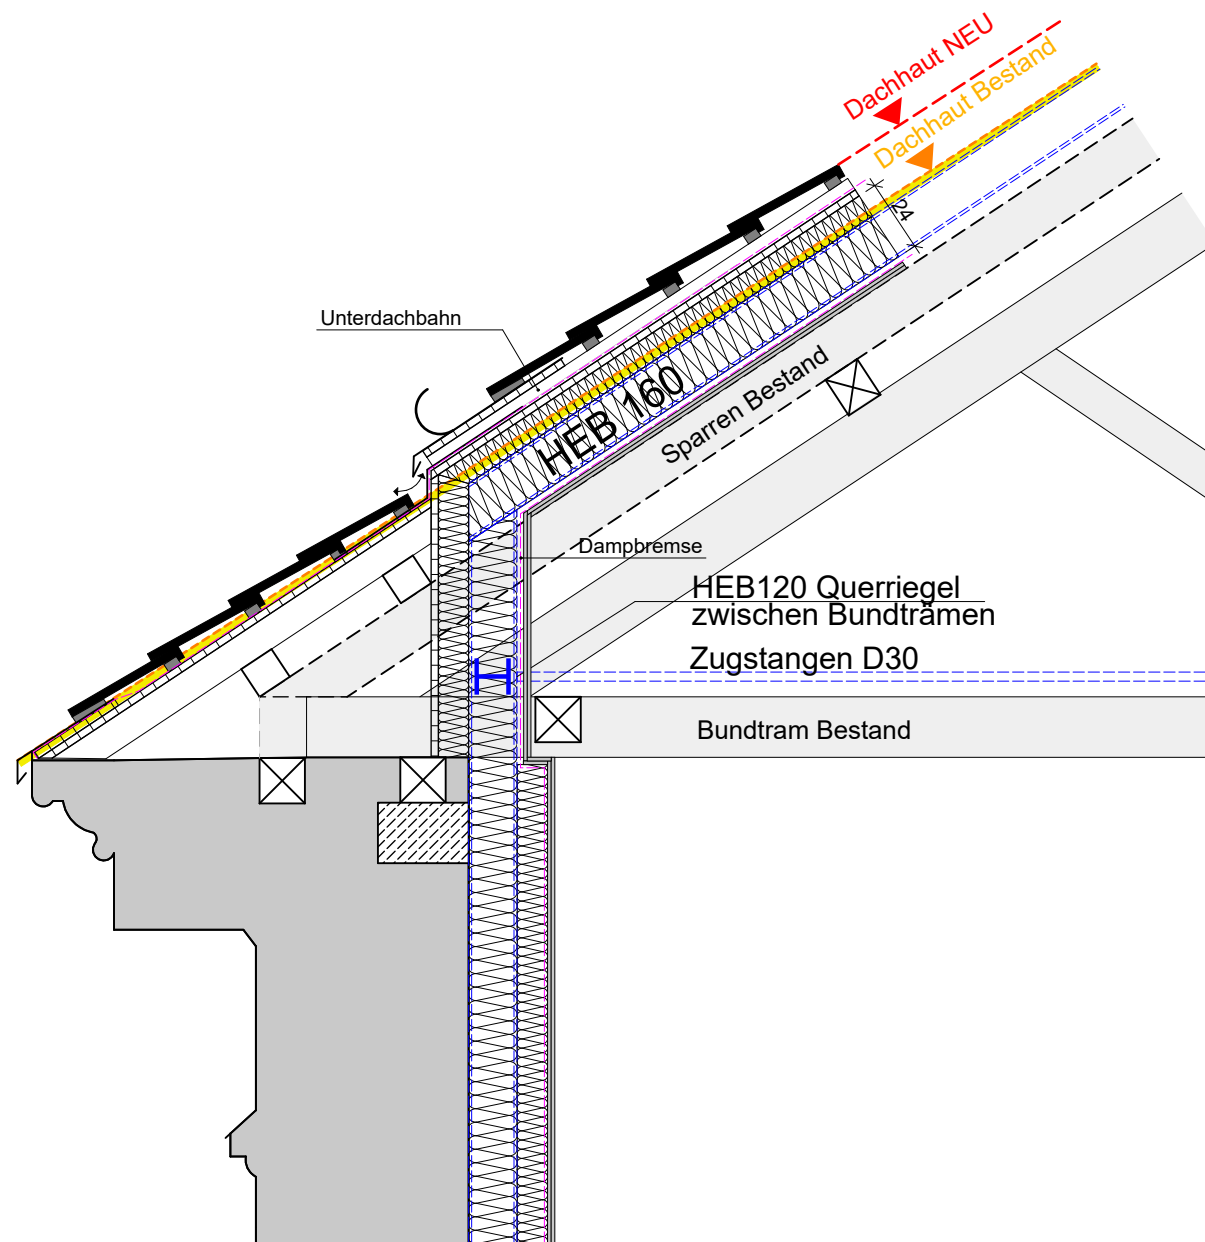 Dachhaut NEU
Dachhaut Bestand
24
Unterdachbahn
HEB 160
Sparren Bestand
Dampbremse
HEB120 Querriegel
zwischen Bundträmen
Zugstangen D30
Bundtram Bestand